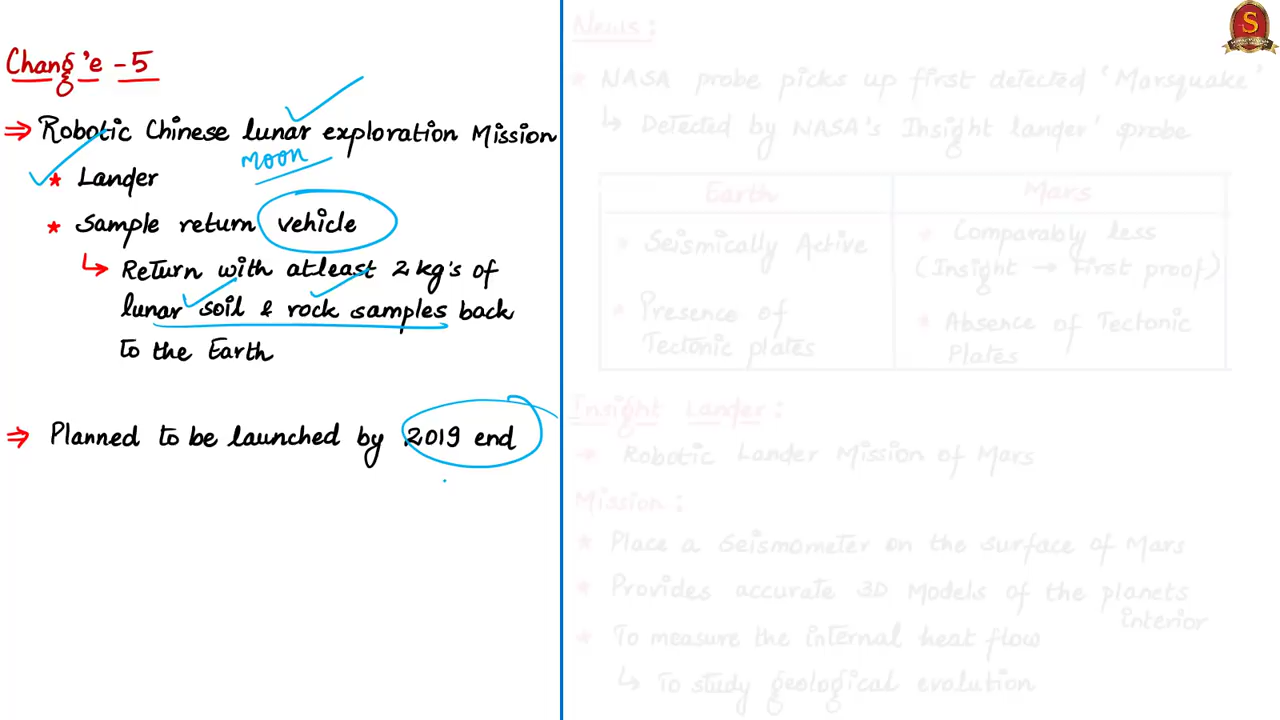 Chang'e - 5
⇒ Robotic Chinese lunar exploration Mission
moon
* Lander
* Sample return vehicle
↳ Return with atleast 2 kg's of
lunar soil & rock samples back
to the Earth
⇒ Planned to be launched by 2019 end
News :
* NASA probe picks up first detected 'Marsquake'
↳ Detected by NASA's Insight lander' probe
Earth Mars
* Seismically Active
* Comparably less
(Insight → First proof)
* Presence of
Tectonic plates
* Absence of Tectonic
Plates
Insight Lander :
* Robotic Lander Mission of Mars
Mission :
* Place a Seismometer on the surface of Mars
* Provides accurate 3D Models of the planets
interior
* To measure the internal heat flow
↳ To study geological evolution
S